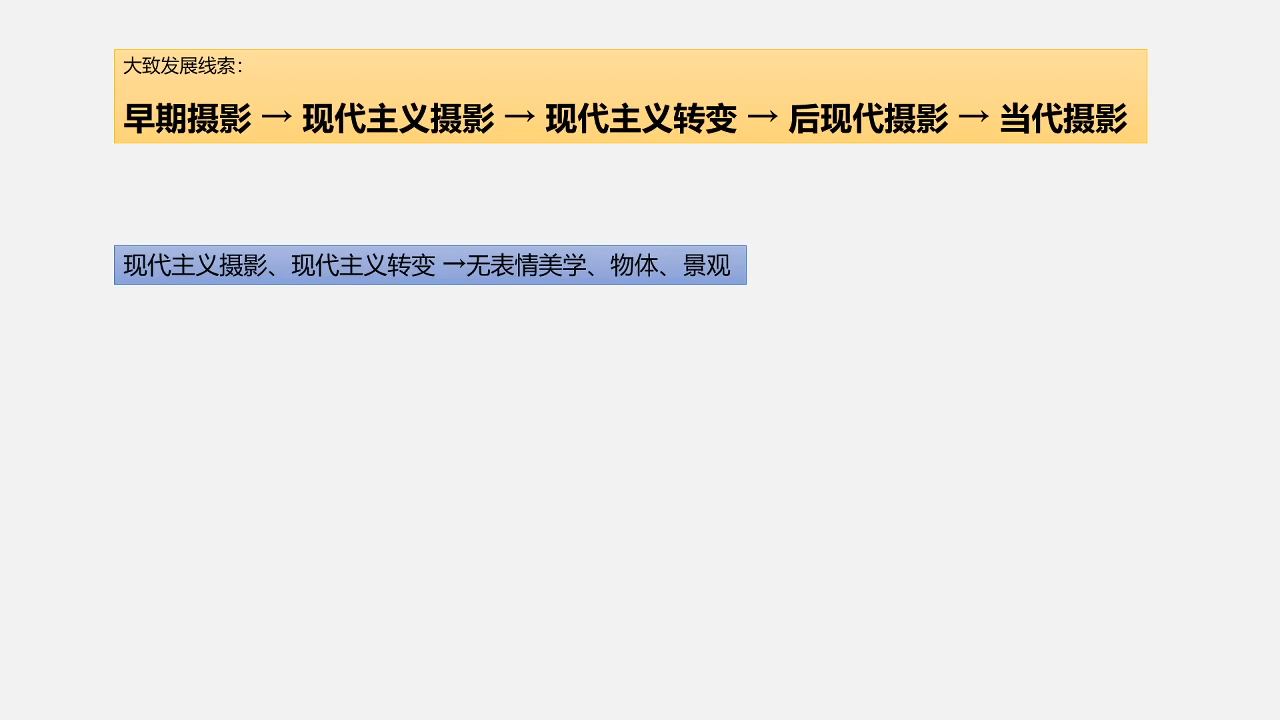 大致发展线索：
早期摄影 → 现代主义摄影 → 现代主义转变 → 后现代摄影 → 当代摄影
现代主义摄影、现代主义转变 →无表情美学、物体、景观